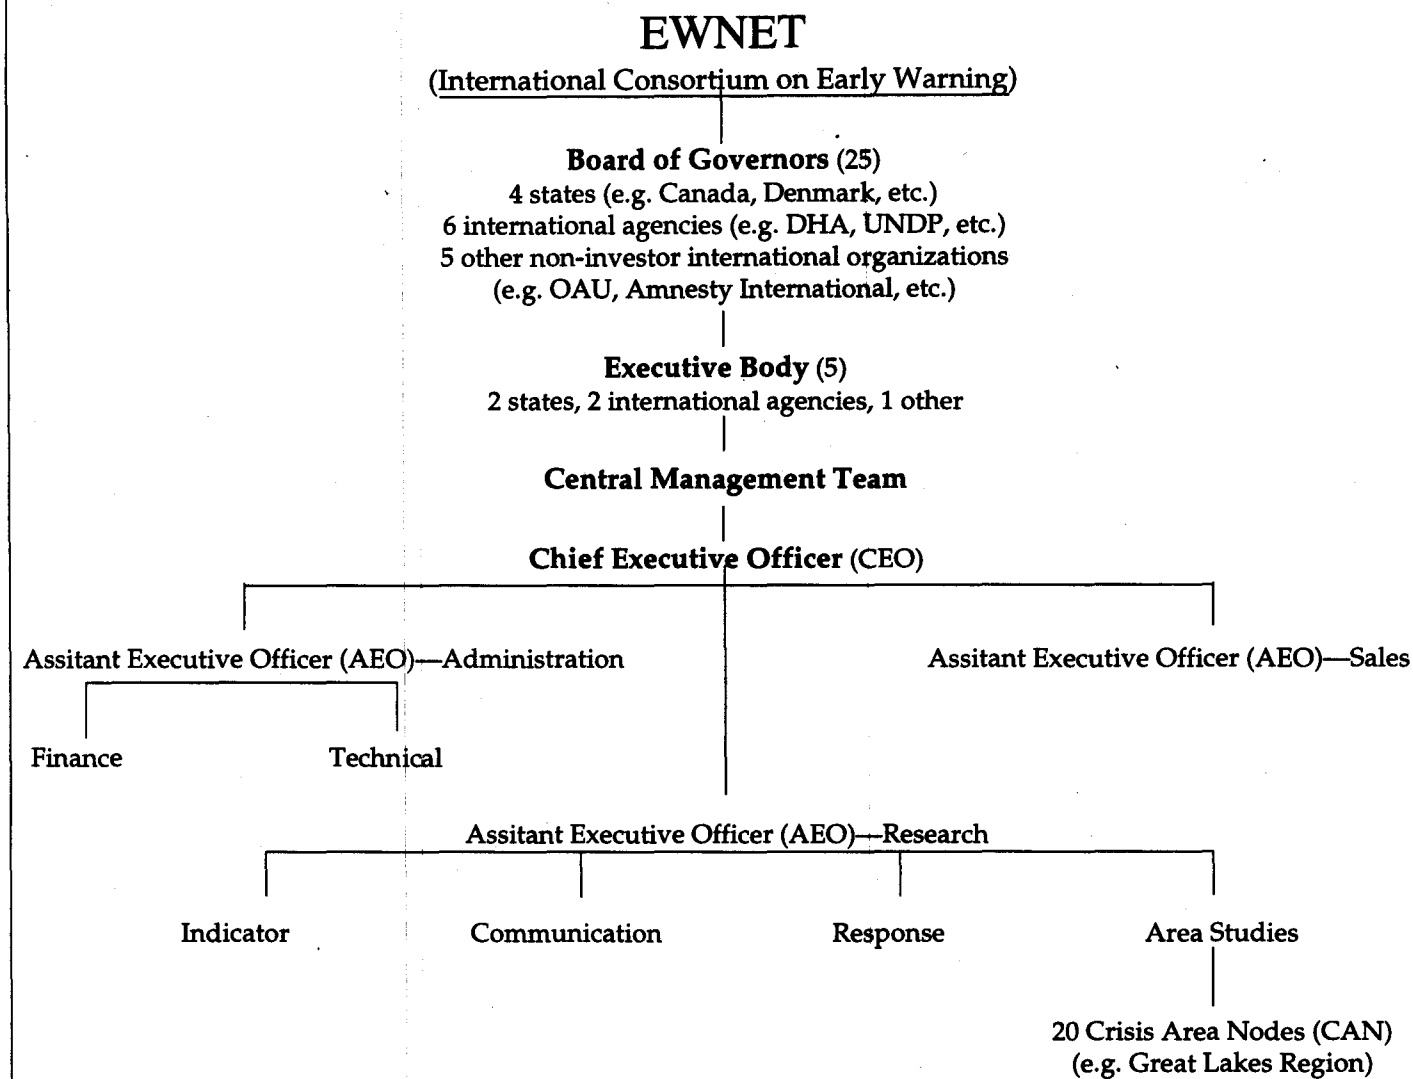 EWNET
(International Consortium on Early Warning)
Board of Governors (25)
4 states (e.g. Canada, Denmark, etc.)
6 international agencies (e.g. DHA, UNDP, etc.)
5 other non-investor international organizations
(e.g. OAU, Amnesty International, etc.)
Executive Body (5)
2 states, 2 international agencies, 1 other
Central Management Team
Chief Executive Officer (CEO)
Assitant Executive Officer (AEO)—Administration
Assitant Executive Officer (AEO)—Sales
Finance
Technical
Assitant Executive Officer (AEO)—Research
Indicator
Communication
Response
Area Studies
20 Crisis Area Nodes (CAN)
(e.g. Great Lakes Region)